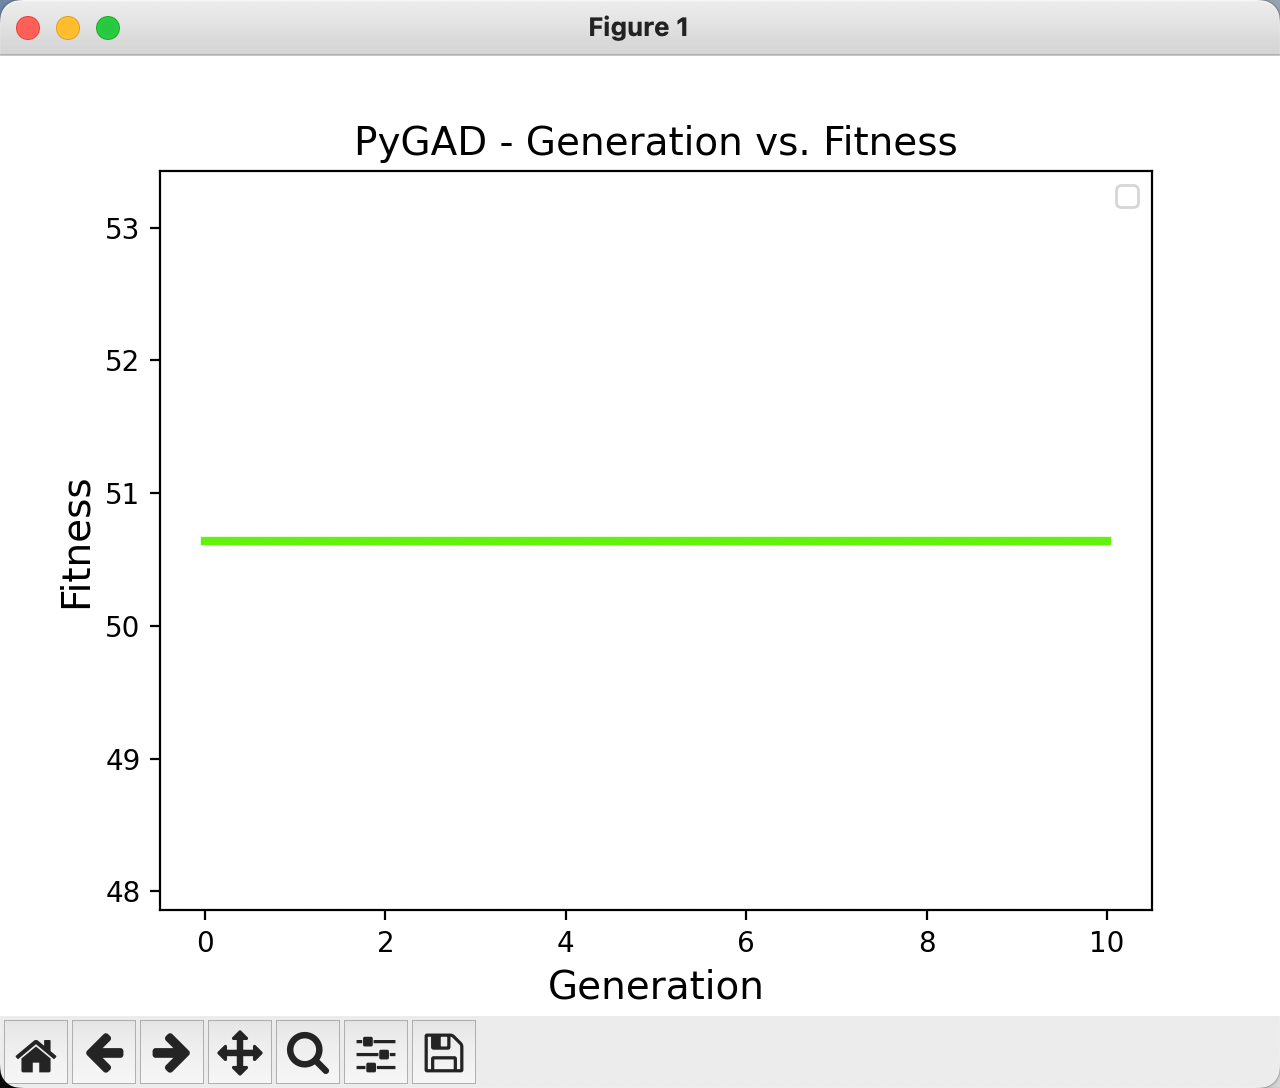 Figure 1
PyGAD - Generation vs. Fitness
53
52
51
50
49
48
Fitness
0 2 4 6 8 10
Generation